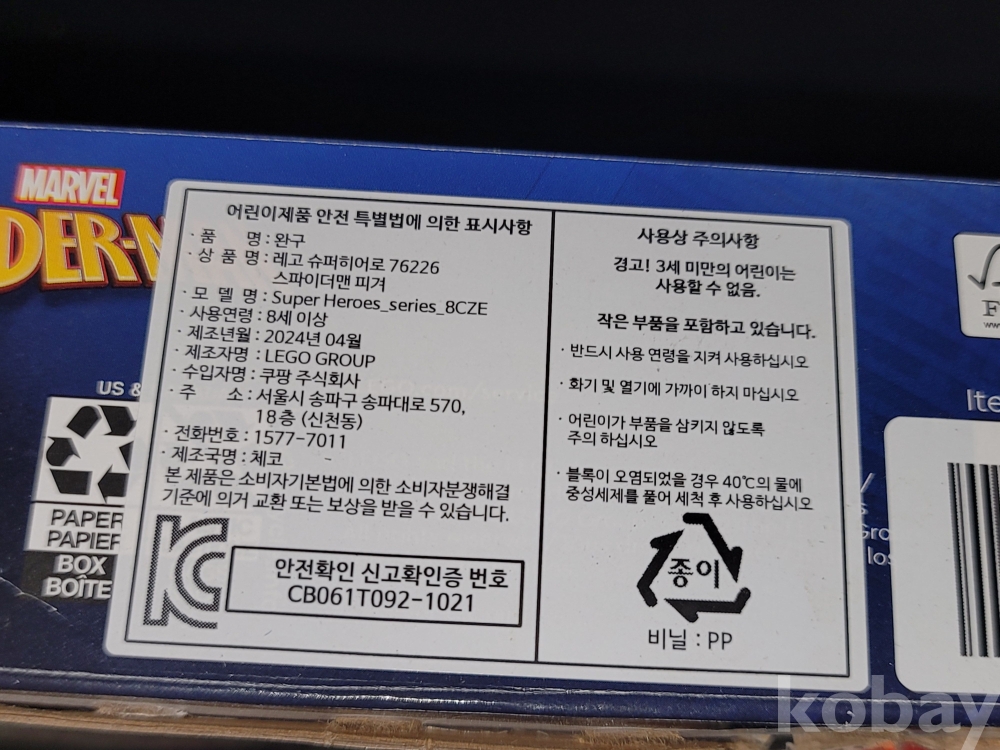 MARVEL
DER-
어린이제품 안전 특별법에 의한 표시사항
· 품 명 : 완구
· 상 품 명 : 레고 슈퍼히어로 76226
스파이더맨 피겨
· 모 델 명 : Super Heroes_series_8CZE
· 사용연령 : 8세 이상
· 제조년월 : 2024년 04월
· 제조자명 : LEGO GROUP
· 수입자명 : 쿠팡 주식회사
· 주 소 : 서울시 송파구 송파대로 570,
18층 (신천동)
· 전화번호 : 1577-7011
· 제조국명 : 체코
본 제품은 소비자기본법에 의한 소비자분쟁해결
기준에 의거 교환 또는 보상을 받을 수 있습니다.
안전확인 신고확인증 번호
CB061T092-1021
사용상 주의사항
경고! 3세 미만의 어린이는
사용할 수 없음.
작은 부품을 포함하고 있습니다.
· 반드시 사용 연령을 지켜 사용하십시오
· 화기 및 열기에 가까이 하지 마십시오
· 어린이가 부품을 삼키지 않도록
주의 하십시오
· 블록이 오염되었을 경우 40℃의 물에
중성세제를 풀어 세척 후 사용하십시오
종이
비닐 : PP
US &
PAPER
PAPIER
BOX
BOÎTE
Ite
kobay